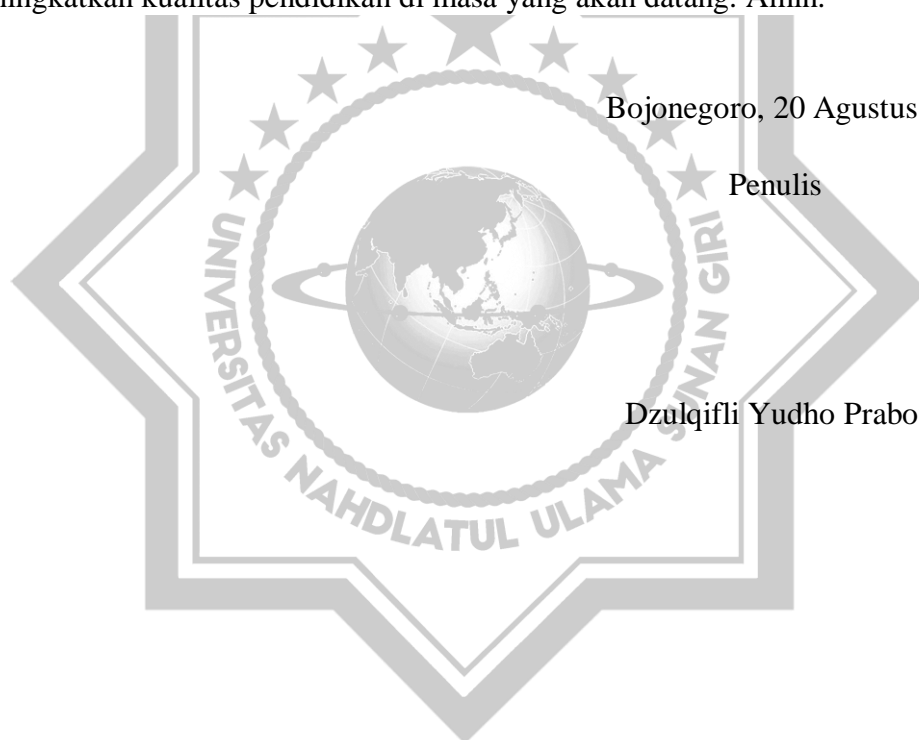 ningkatkan kualitas pendidikan di masa yang akan datang. Amin.
Bojonegoro, 20 Agustus
Penulis
Dzulqifli Yudho Prabo
UNIVERSITAS NAHDLATUL ULAMA SUNAN GIRI